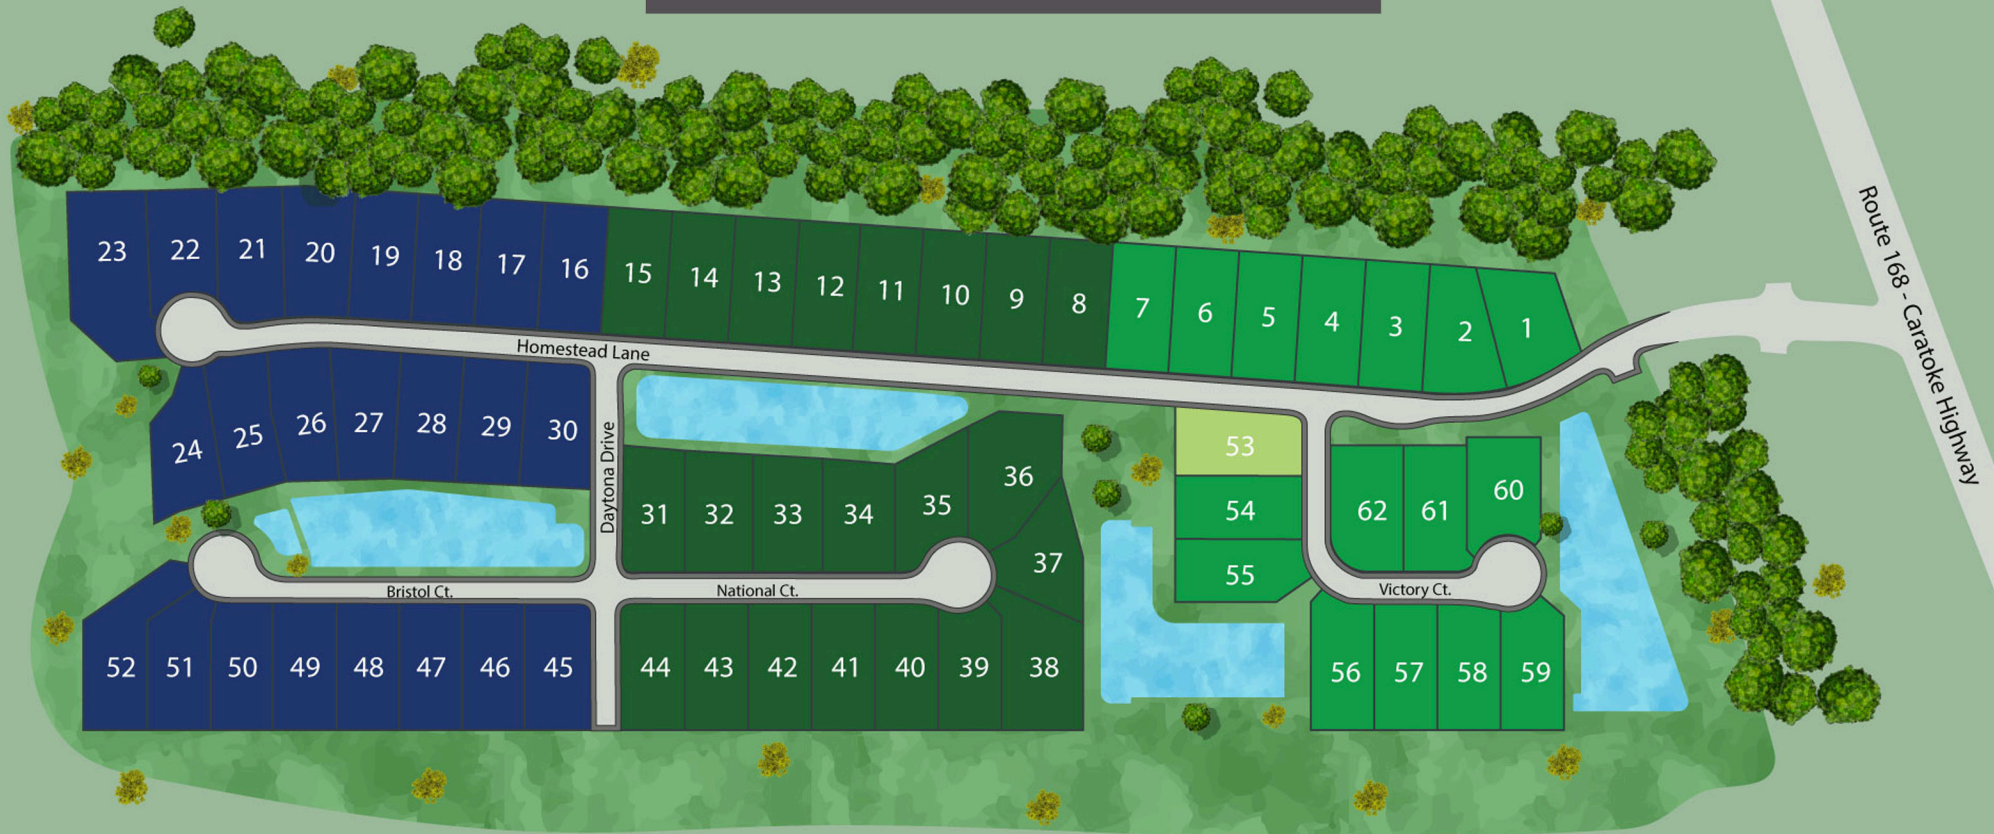 23 22 21 20 19 18 17 16 15 14 13 12 11 10 9 8 7 6 5 4 3 2 1
Route 168 - Caratoke Highway
Homestead Lane
24 25 26 27 28 29 30
Daytona Drive
31 32 33 34 35 36
37
53
54
55
62 61 60
Bristol Ct.
National Ct.
Victory Ct.
52 51 50 49 48 47 46 45
44 43 42 41 40 39 38
56 57 58 59